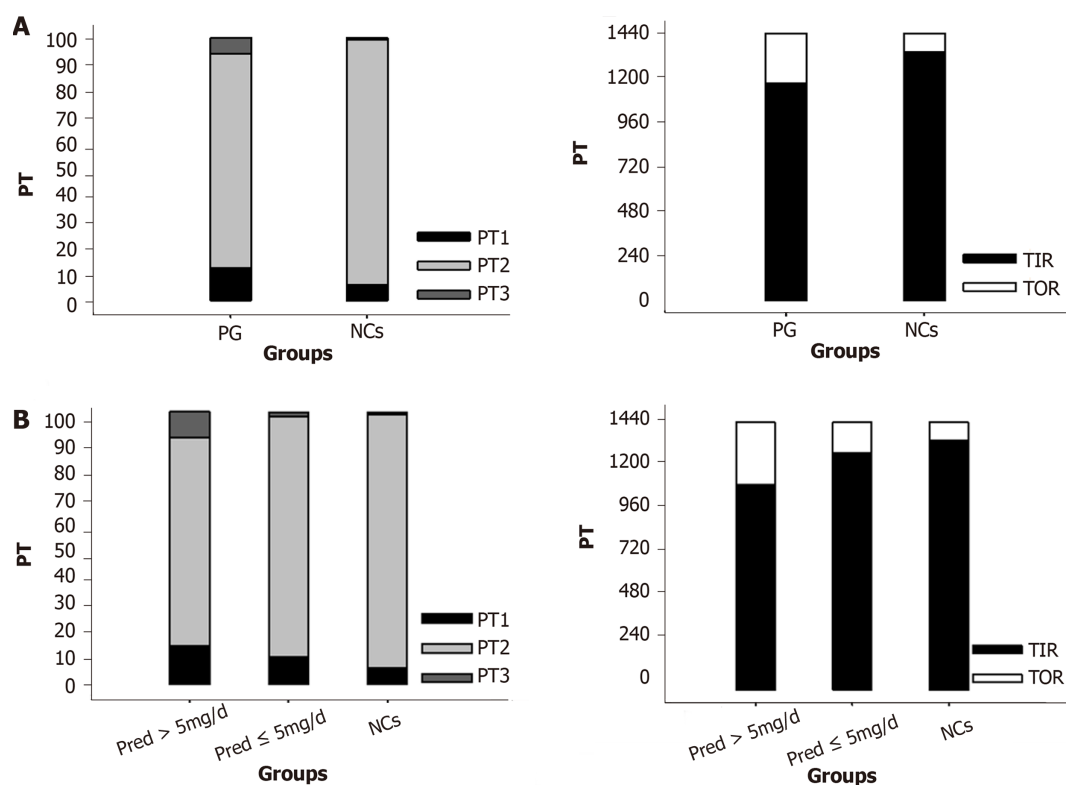 A
100
90
80
70
60
50
40
30
20
10
0
PT
PT1
PT2
PT3
PG
NCs
Groups
1440
1200
960
720
480
240
0
PT
TIR
TOR
PG
NCs
Groups
B
100
90
80
70
60
50
40
30
20
10
0
PT
PT1
PT2
PT3
Pred > 5mg/d
Pred ≤ 5mg/d
NCs
Groups
1440
1200
960
720
480
240
0
PT
TIR
TOR
Pred > 5mg/d
Pred ≤ 5mg/d
NCs
Groups